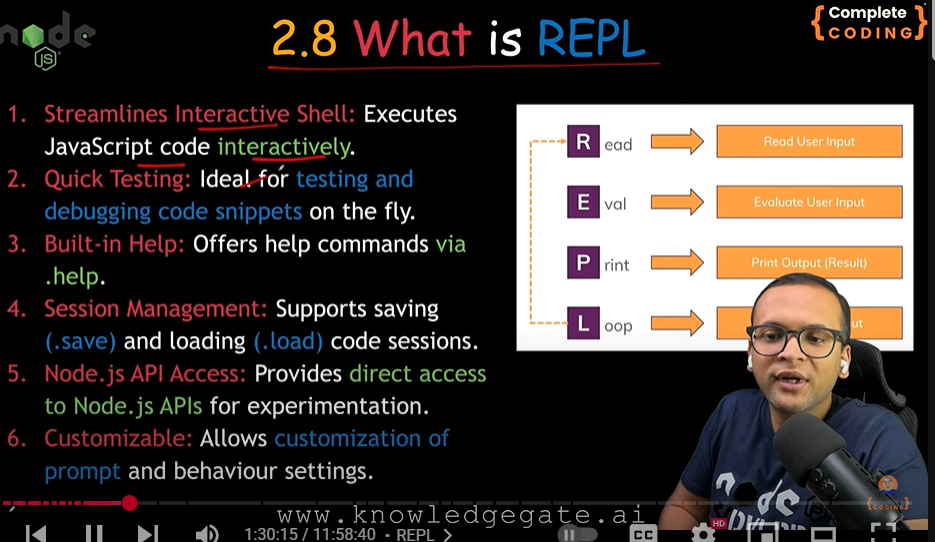 node
JS
2.8 What is REPL
Complete
CODING
1. Streamlines Interactive Shell: Executes
JavaScript code interactively.
2. Quick Testing: Ideal for testing and
debugging code snippets on the fly.
3. Built-in Help: Offers help commands via
.help.
4. Session Management: Supports saving
(.save) and loading (.load) code sessions.
5. Node.js API Access: Provides direct access
to Node.js APIs for experimentation.
6. Customizable: Allows customization of
prompt and behaviour settings.
R ead Read User Input
E val Evaluate User Input
P rint Print Output (Result)
L oop
www.knowledgegate.ai
CODING
1:30:15 / 11:58:40 • REPL
CC
HD